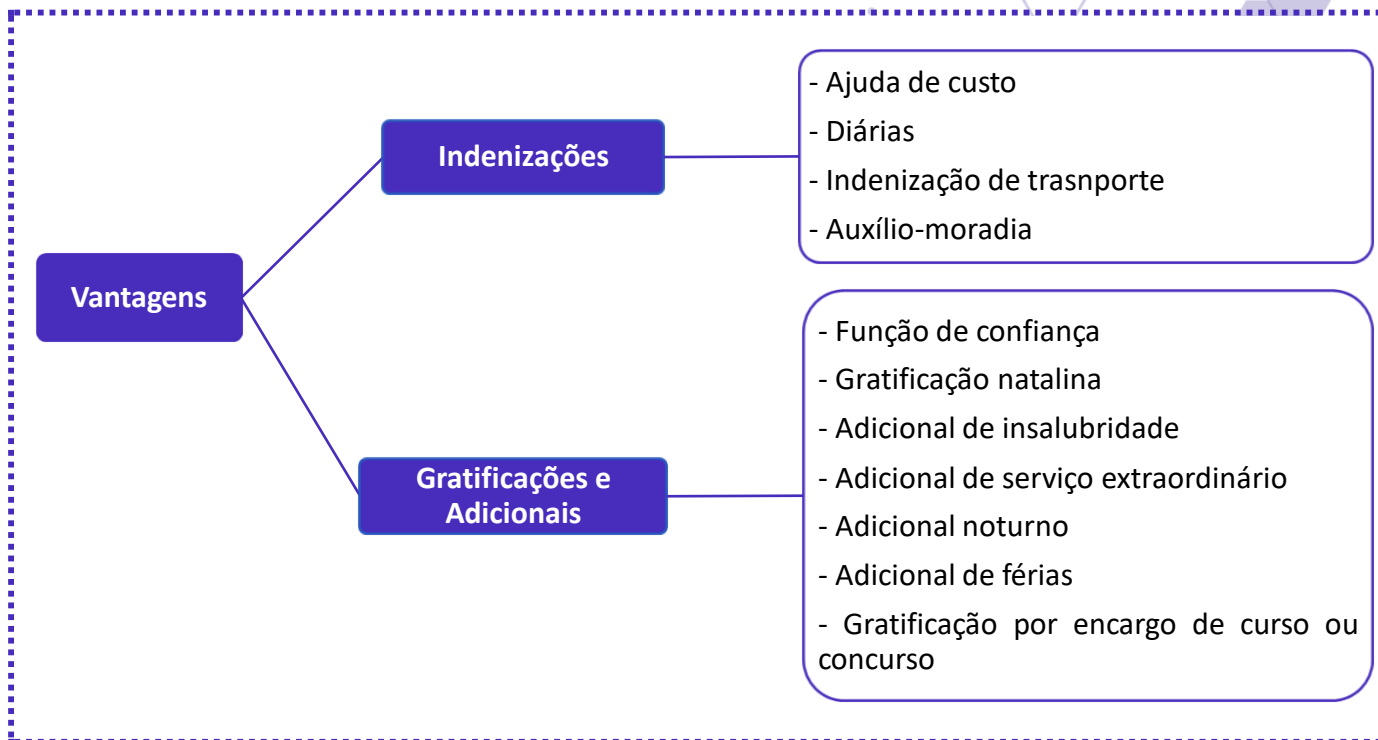 Vantagens
Indenizações
- Ajuda de custo
- Diárias
- Indenização de trasnporte
- Auxílio-moradia
Gratificações e
Adicionais
- Função de confiança
- Gratificação natalina
- Adicional de insalubridade
- Adicional de serviço extraordinário
- Adicional noturno
- Adicional de férias
- Gratificação por encargo de curso ou
concurso